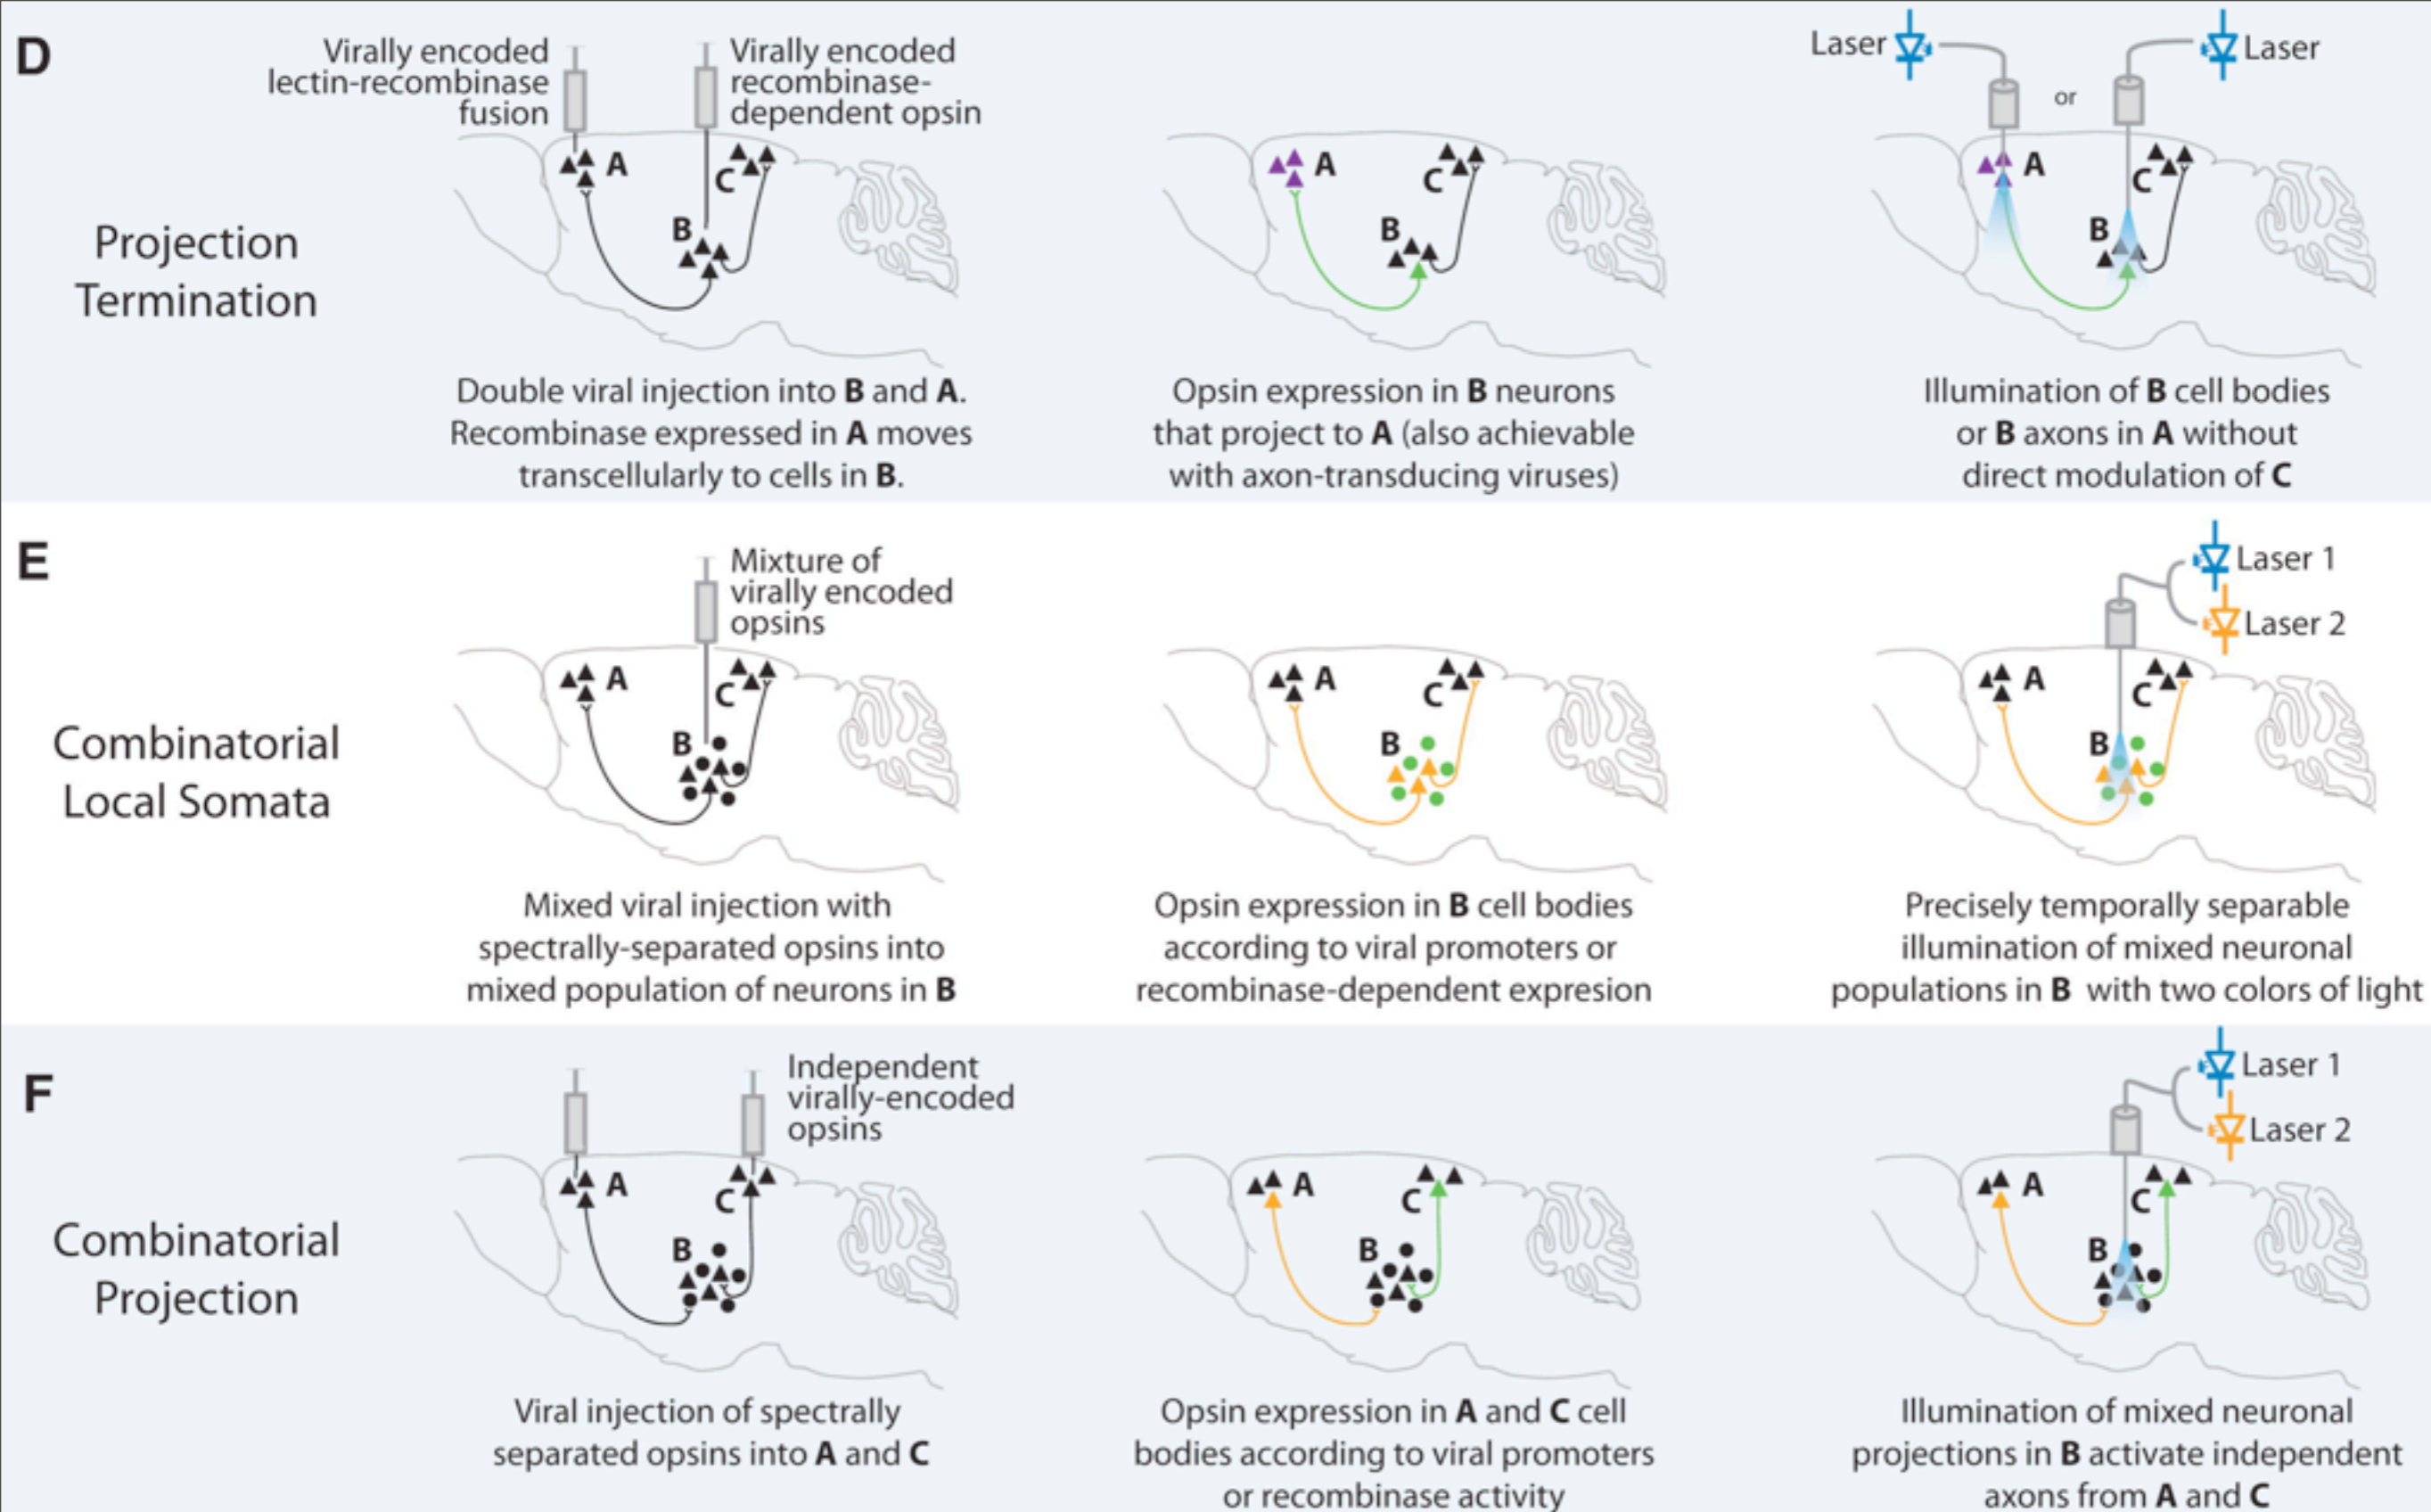 D
Projection
Termination
Virally encoded
lectin-recombinase
fusion
Virally encoded
recombinase-
dependent opsin
A
C
B
Double viral injection into B and A.
Recombinase expressed in A moves
transcellularly to cells in B.
A
C
B
Opsin expression in B neurons
that project to A (also achievable
with axon-transducing viruses)
Laser
or
Laser
A
C
B
Illumination of B cell bodies
or B axons in A without
direct modulation of C
E
Combinatorial
Local Somata
Mixture of
virally encoded
opsins
A
C
B
Mixed viral injection with
spectrally-separated opsins into
mixed population of neurons in B
A
C
B
Opsin expression in B cell bodies
according to viral promoters or
recombinase-dependent expresion
Laser 1
Laser 2
A
C
B
Precisely temporally separable
illumination of mixed neuronal
populations in B with two colors of light
F
Combinatorial
Projection
Independent
virally-encoded
opsins
A
C
B
Viral injection of spectrally
separated opsins into A and C
A
C
B
Opsin expression in A and C cell
bodies according to viral promoters
or recombinase activity
Laser 1
Laser 2
A
C
B
Illumination of mixed neuronal
projections in B activate independent
axons from A and C